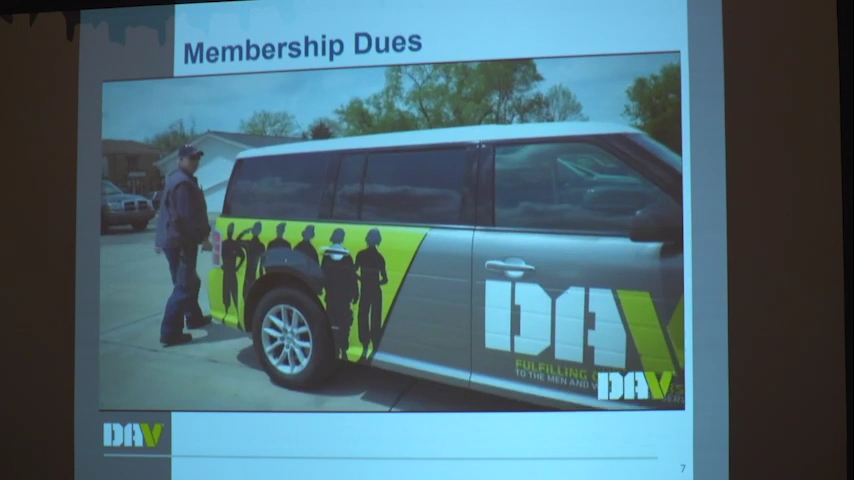 Membership Dues
DAV
FULFILLING
TO THE MEN AND
DAV
DAV
7